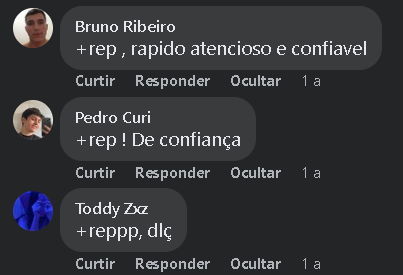 Bruno Ribeiro
+rep , rapido atencioso e confiavel
Curtir Responder Ocultar 1 a
Pedro Curi
+rep ! De confiança
Curtir Responder Ocultar 1 a
Toddy Zxz
+reppp, dlç
Curtir Responder Ocultar 1 a